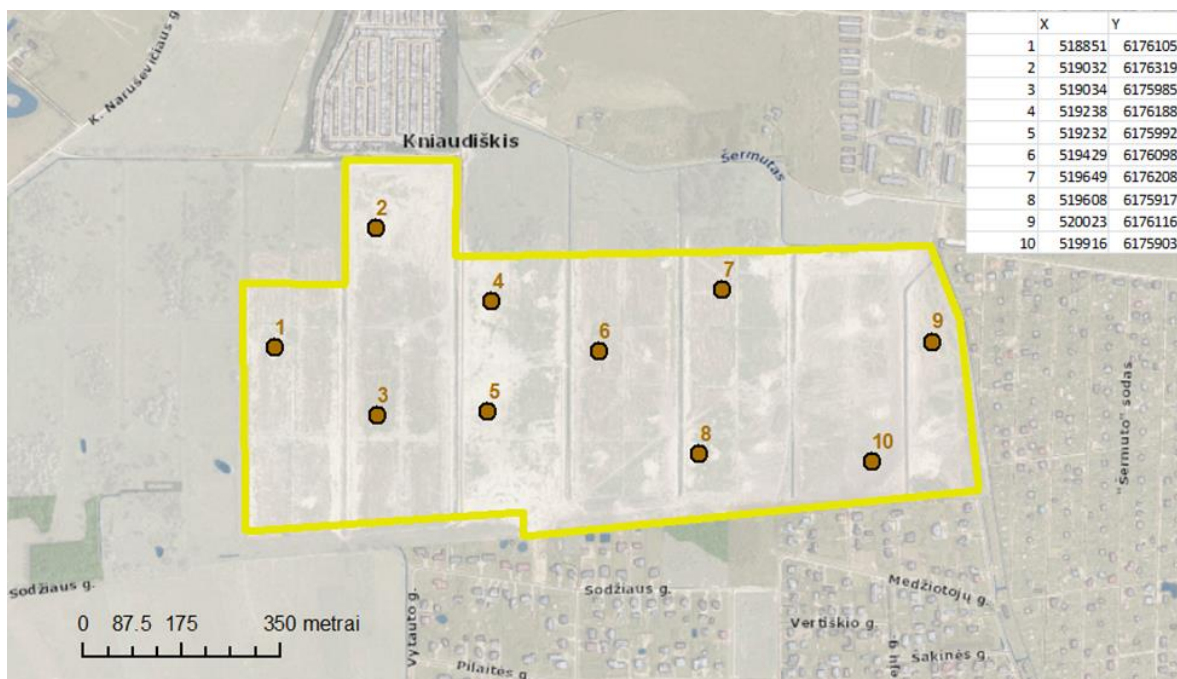 X Y
1 518851 6176105
2 519032 6176319
3 519034 6175985
4 519238 6176188
5 519232 6175992
6 519429 6176098
7 519649 6176208
8 519608 6175917
9 520023 6176116
10 519916 6175903
K. Naruševičiaus g.
Kniaudiškis
Šermutas
2
7
4
9
1
6
3
5
8
10
"Šermuto" sodas.
Sodžiaus g.
Sodžiaus g.
Medžiotojų g.
0 87.5 175 350 metrai
Vytauto g.
Vertiškio g.
Pilaitės g
Šakinės g.